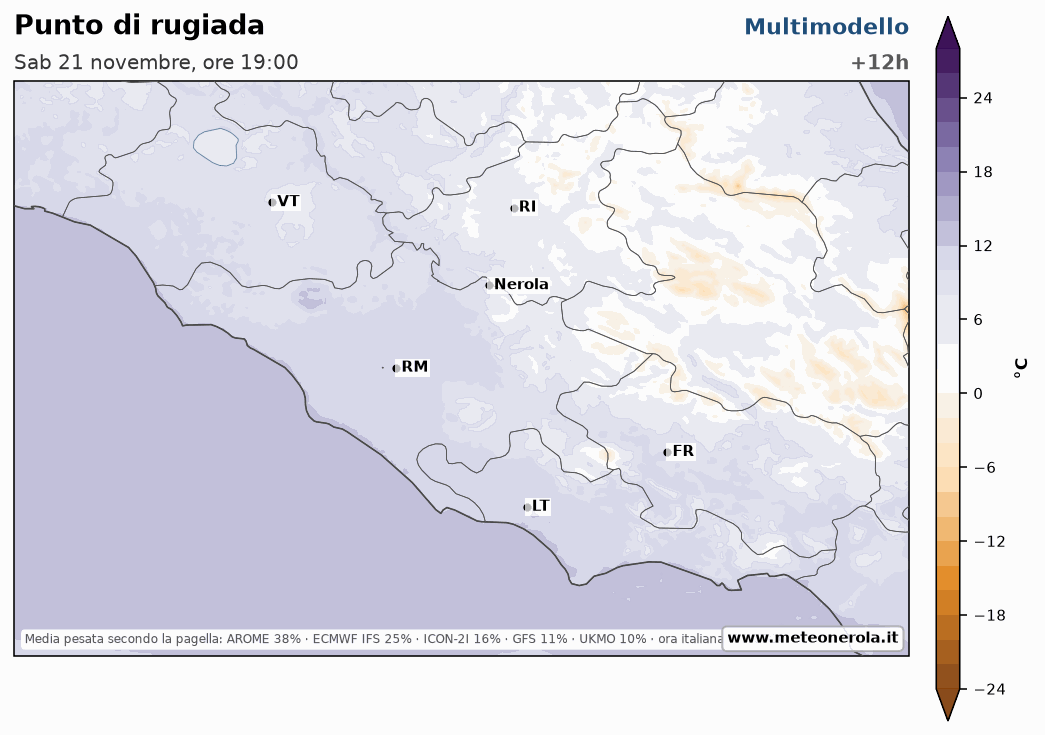 Punto di rugiada
Multimodello
Sab 21 novembre, ore 19:00
+12h
VT
RI
Nerola
RM
FR
LT
24
18
12
6
0
−6
−12
−18
−24
°C
Media pesata secondo la pagella: AROME 38% · ECMWF IFS 25% · ICON-2I 16% · GFS 11% · UKMO 10% · ora italiana
www.meteonerola.it